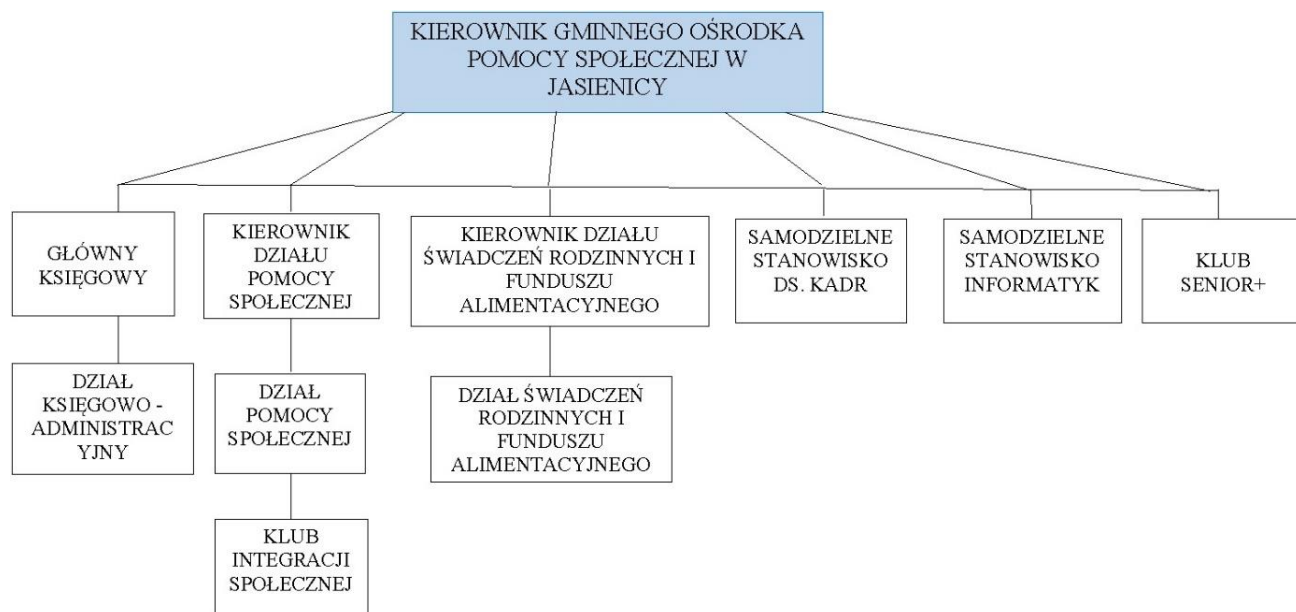 KIEROWNIK GMINNEGO OŚRODKA
POMOCY SPOŁECZNEJ W
JASIENICY
GŁÓWNY
KSIĘGOWY
KIEROWNIK
DZIAŁU
POMOCY
SPOŁECZNEJ
KIEROWNIK DZIAŁU
ŚWIADCZEŃ RODZINNYCH I
FUNDUSZU
ALIMENTACYJNEGO
SAMODZIELNE
STANOWISKO
DS. KADR
SAMODZIELNE
STANOWISKO
INFORMATYK
KLUB
SENIOR+
DZIAŁ
KSIĘGOWO -
ADMINISTRAC
YJNY
DZIAŁ
POMOCY
SPOŁECZNEJ
DZIAŁ ŚWIADCZEŃ
RODZINNYCH I
FUNDUSZU
ALIMENTACYJNEGO
KLUB
INTEGRACJI
SPOŁECZNEJ